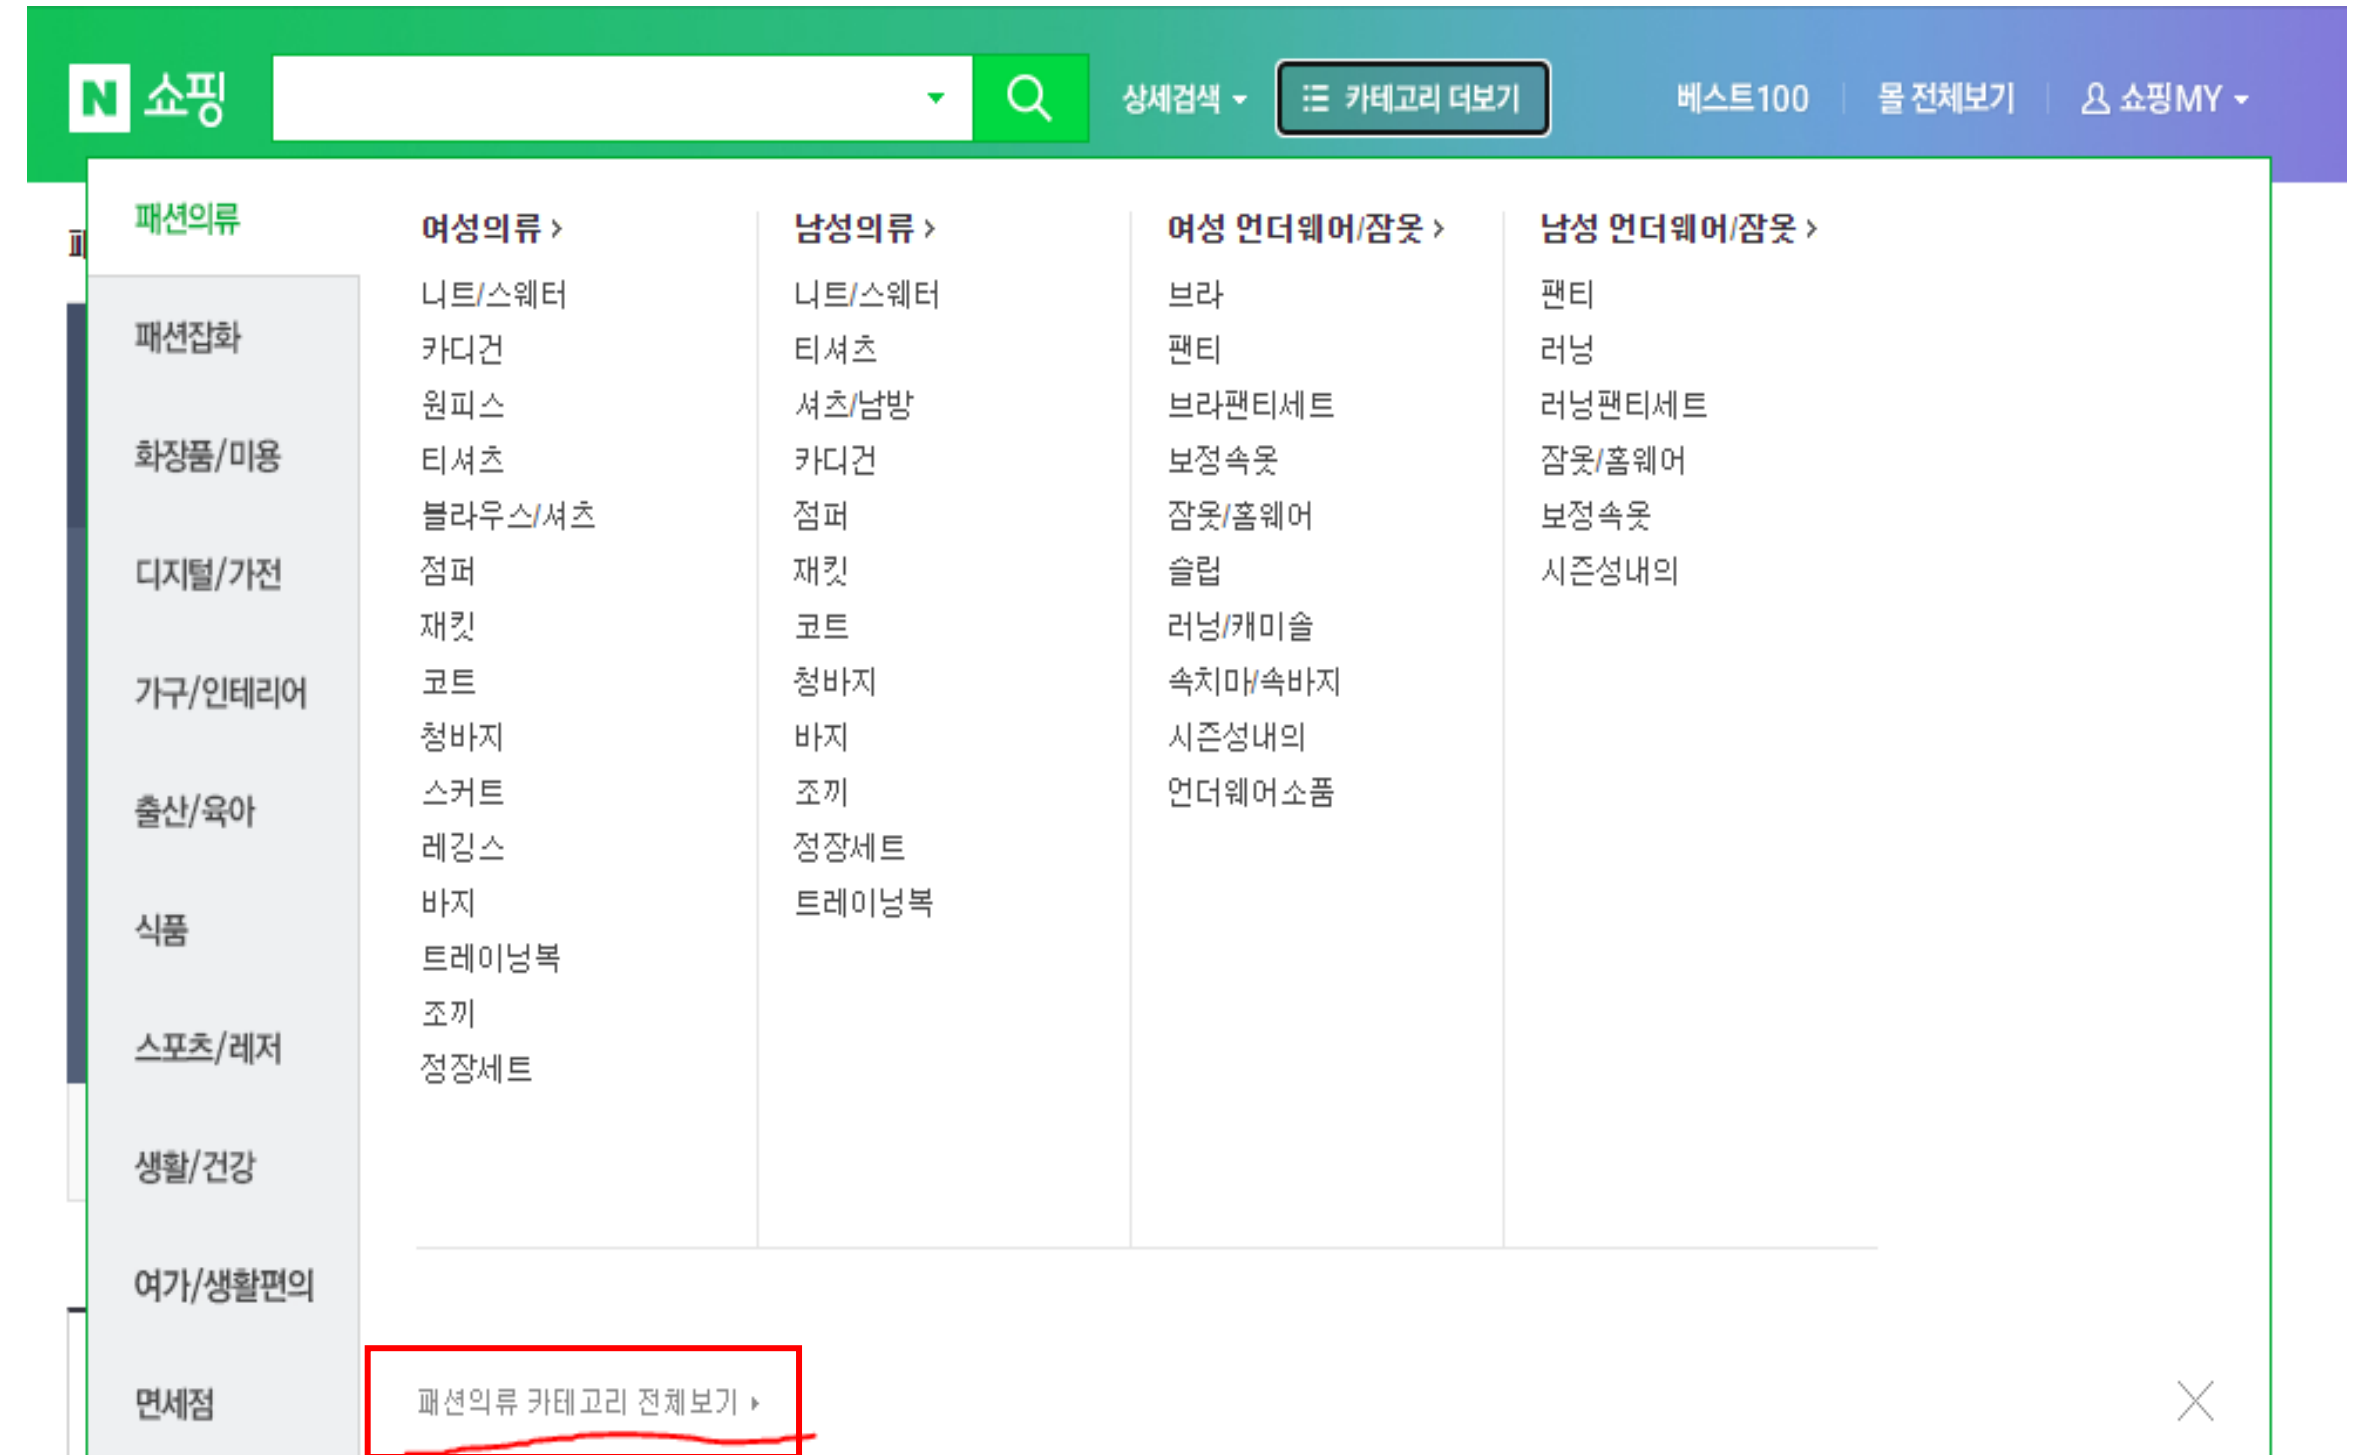 N 쇼핑
상세검색
카테고리 더보기
베스트100
몰 전체보기
쇼핑MY
패션의류
패션잡화
화장품/미용
디지털/가전
가구/인테리어
출산/육아
식품
스포츠/레저
생활/건강
여가/생활편의
면세점
여성의류 >
니트/스웨터
카디건
원피스
티셔츠
블라우스/셔츠
점퍼
재킷
코트
청바지
스커트
레깅스
바지
트레이닝복
조끼
정장세트
남성의류 >
니트/스웨터
티셔츠
셔츠/남방
카디건
점퍼
재킷
코트
청바지
바지
조끼
정장세트
트레이닝복
여성 언더웨어/잠옷 >
브라
팬티
브라팬티세트
보정속옷
잠옷/홈웨어
슬립
러닝/캐미솔
속치마/속바지
시즌성내의
언더웨어소품
남성 언더웨어/잠옷 >
팬티
러닝
러닝팬티세트
잠옷/홈웨어
보정속옷
시즌성내의
패션의류 카테고리 전체보기